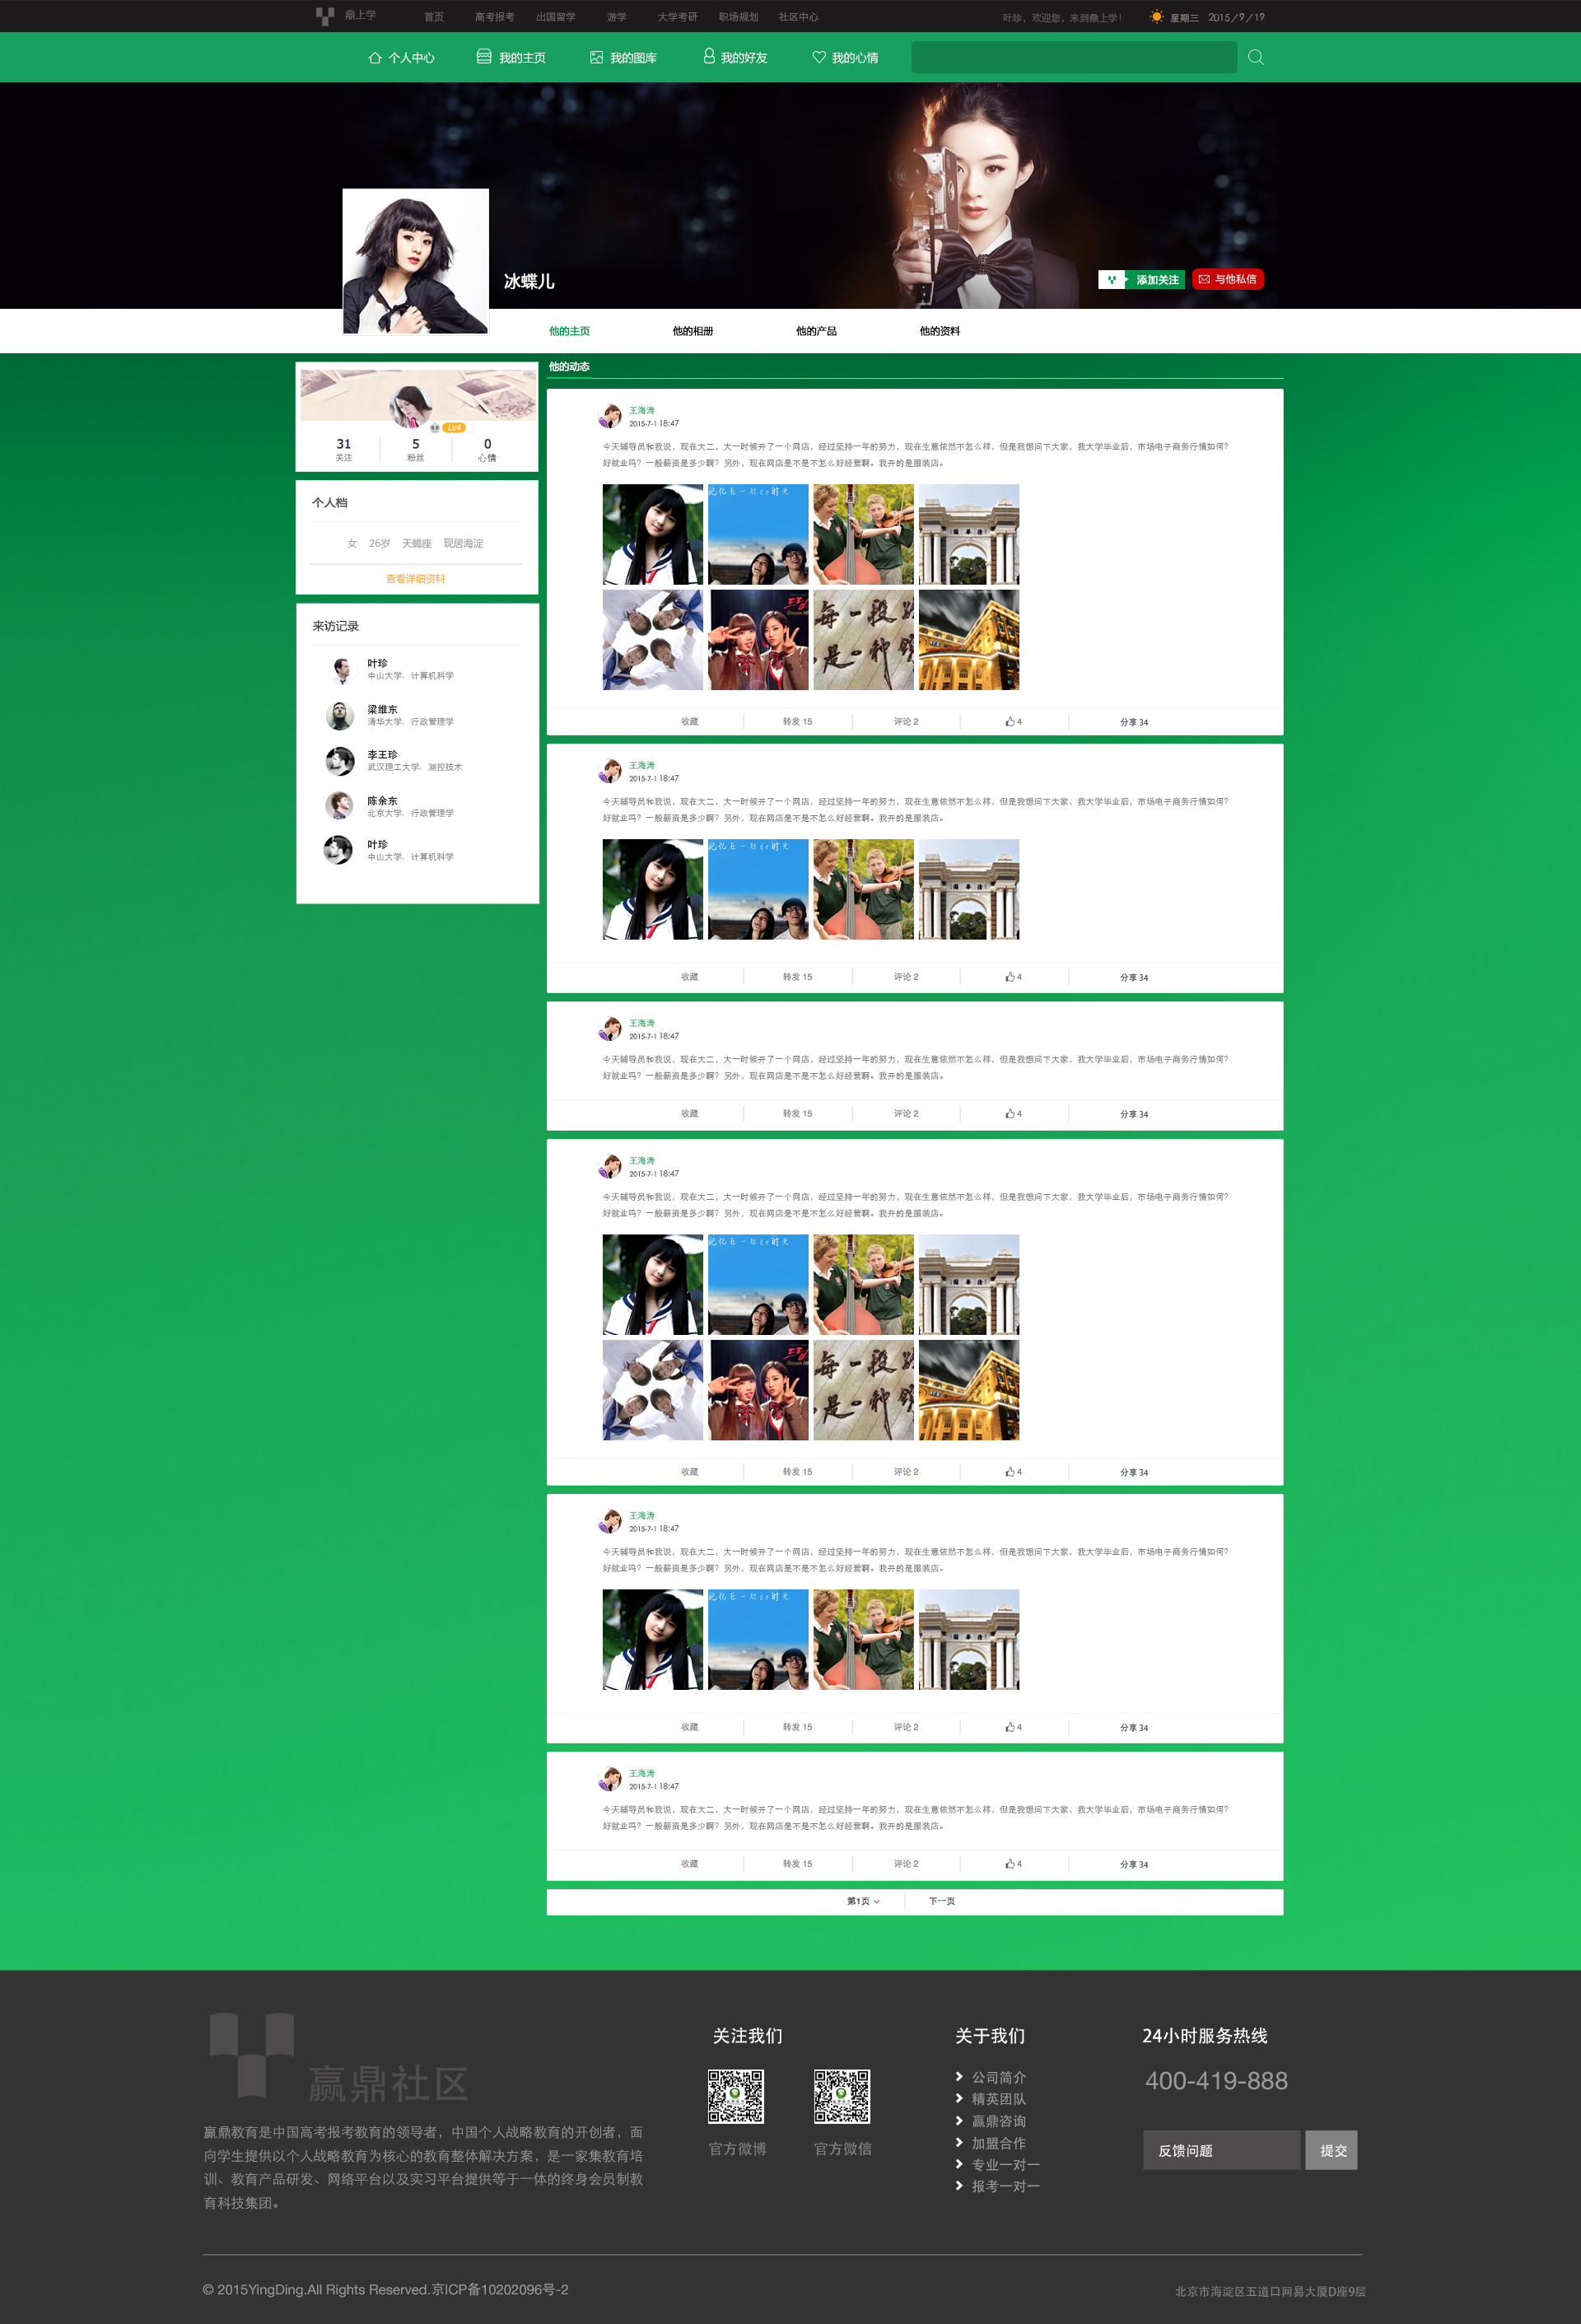 鼎上学 首页 高考报考 出国留学 游学 大学考研 职场规划 社区中心 叶珍，欢迎您，来到鼎上学！ 星期三 2015/9/19
个人中心 我的主页 我的图库 我的好友 我的心情
冰蝶儿
添加关注 与他私信
他的主页 他的相册 他的产品 他的资料
Lv4
31 5 0
关注 粉丝 心情
个人档
女 26岁 天蝎座 现居海淀
查看详细资料
来访记录
叶珍
中山大学，计算机科学
梁维东
清华大学，行政管理学
李王珍
武汉理工大学，测控技术
陈余东
北京大学，行政管理学
叶珍
中山大学，计算机科学
他的动态
王海涛
2015-7-1 18:47
今天辅导员和我说，现在大二，大一时候开了一个网店，经过坚持一年的努力，现在生意依然不怎么样，但是我想问下大家，我大学毕业后，市场电子商务行情如何？
好就业吗？一般薪资是多少啊？另外，现在网店是不是不怎么好经营啊。我开的是服装店。
记忆在一起de时光
收藏 转发 15 评论 2 4 分享 34
王海涛
2015-7-1 18:47
今天辅导员和我说，现在大二，大一时候开了一个网店，经过坚持一年的努力，现在生意依然不怎么样，但是我想问下大家，我大学毕业后，市场电子商务行情如何？
好就业吗？一般薪资是多少啊？另外，现在网店是不是不怎么好经营啊。我开的是服装店。
记忆在一起de时光
收藏 转发 15 评论 2 4 分享 34
王海涛
2015-7-1 18:47
今天辅导员和我说，现在大二，大一时候开了一个网店，经过坚持一年的努力，现在生意依然不怎么样，但是我想问下大家，我大学毕业后，市场电子商务行情如何？
好就业吗？一般薪资是多少啊？另外，现在网店是不是不怎么好经营啊。我开的是服装店。
收藏 转发 15 评论 2 4 分享 34
王海涛
2015-7-1 18:47
今天辅导员和我说，现在大二，大一时候开了一个网店，经过坚持一年的努力，现在生意依然不怎么样，但是我想问下大家，我大学毕业后，市场电子商务行情如何？
好就业吗？一般薪资是多少啊？另外，现在网店是不是不怎么好经营啊。我开的是服装店。
记忆在一起de时光
收藏 转发 15 评论 2 4 分享 34
王海涛
2015-7-1 18:47
今天辅导员和我说，现在大二，大一时候开了一个网店，经过坚持一年的努力，现在生意依然不怎么样，但是我想问下大家，我大学毕业后，市场电子商务行情如何？
好就业吗？一般薪资是多少啊？另外，现在网店是不是不怎么好经营啊。我开的是服装店。
记忆在一起de时光
收藏 转发 15 评论 2 4 分享 34
王海涛
2015-7-1 18:47
今天辅导员和我说，现在大二，大一时候开了一个网店，经过坚持一年的努力，现在生意依然不怎么样，但是我想问下大家，我大学毕业后，市场电子商务行情如何？
好就业吗？一般薪资是多少啊？另外，现在网店是不是不怎么好经营啊。我开的是服装店。
收藏 转发 15 评论 2 4 分享 34
第1页 下一页
赢鼎社区
赢鼎教育是中国高考报考教育的领导者，中国个人战略教育的开创者，面
向学生提供以个人战略教育为核心的教育整体解决方案，是一家集教育培
训、教育产品研发、网络平台以及实习平台提供等于一体的终身会员制教
育科技集团。
关注我们
官方微博 官方微信
关于我们
公司简介
精英团队
赢鼎咨询
加盟合作
专业一对一
报考一对一
24小时服务热线
400-419-888
反馈问题 提交
© 2015YingDing.All Rights Reserved.京ICP备10202096号-2
北京市海淀区五道口网易大厦D座9层